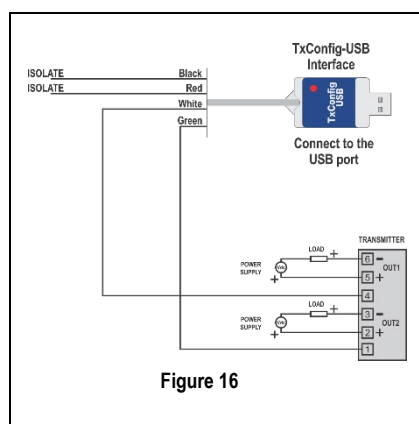 TxConfig-USB
Interface
ISOLATE Black
ISOLATE Red
White
Green
TxConfig
USB
Connect to the
USB port
TRANSMITTER
LOAD +
6 -
POWER
SUPPLY
OUT1
+ 5 +
4
LOAD +
3 -
POWER
SUPPLY
OUT2
+ 2 +
1
Figure 16